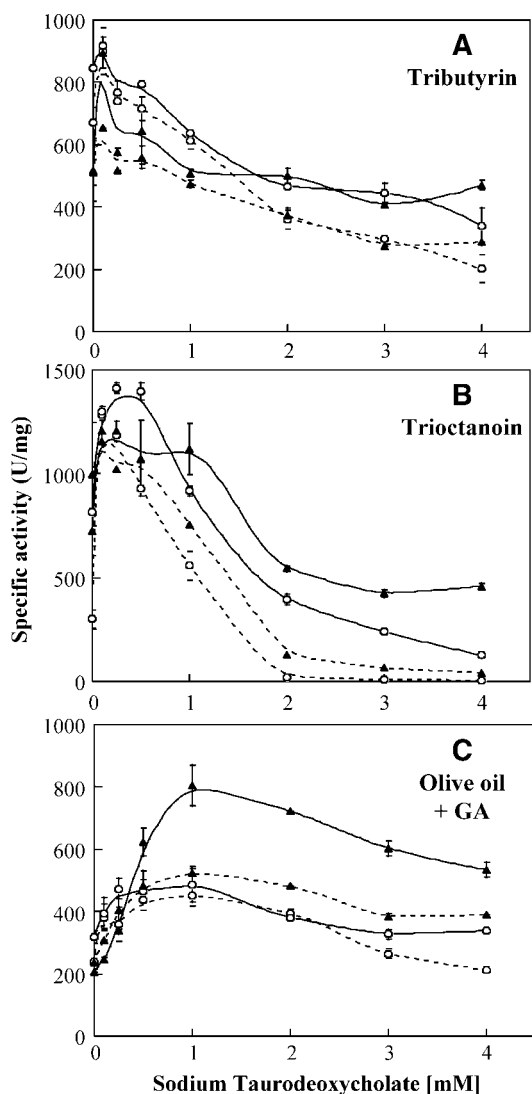 1000
A
Tributyrin
800
600
400
200
0
0 1 2 3 4
1500
B
Trioctanoin
1000
500
0
0 1 2 3 4
Specific activity (U/mg)
1000
C
Olive oil
+ GA
800
600
400
200
0
0 1 2 3 4
Sodium Taurodeoxycholate [mM]